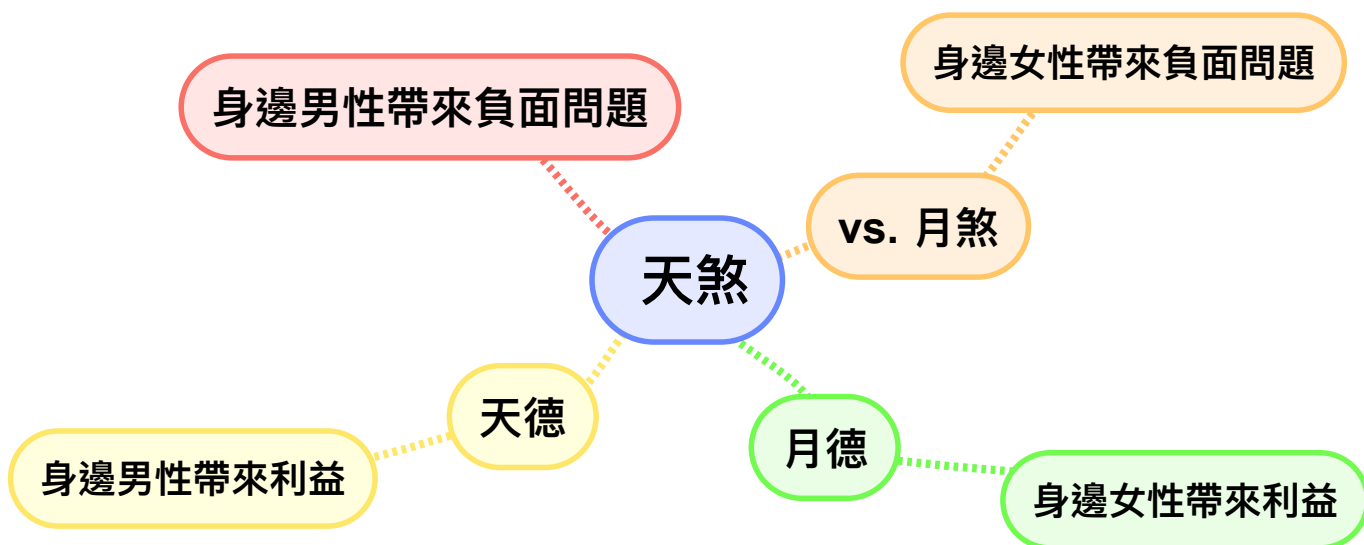 身邊女性帶來負面問題
身邊男性帶來負面問題
vs. 月煞
天煞
天德
月德
身邊男性帶來利益
身邊女性帶來利益